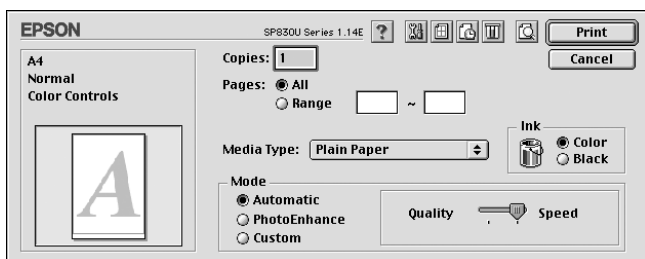 EPSON
SP830U Series 1.14E
?
Print
A4
Normal
Color Controls
A
Copies: 1
Cancel
Pages: All
Range ~
Media Type: Plain Paper
Ink
Color
Black
Mode
Automatic
PhotoEnhance
Custom
Quality Speed